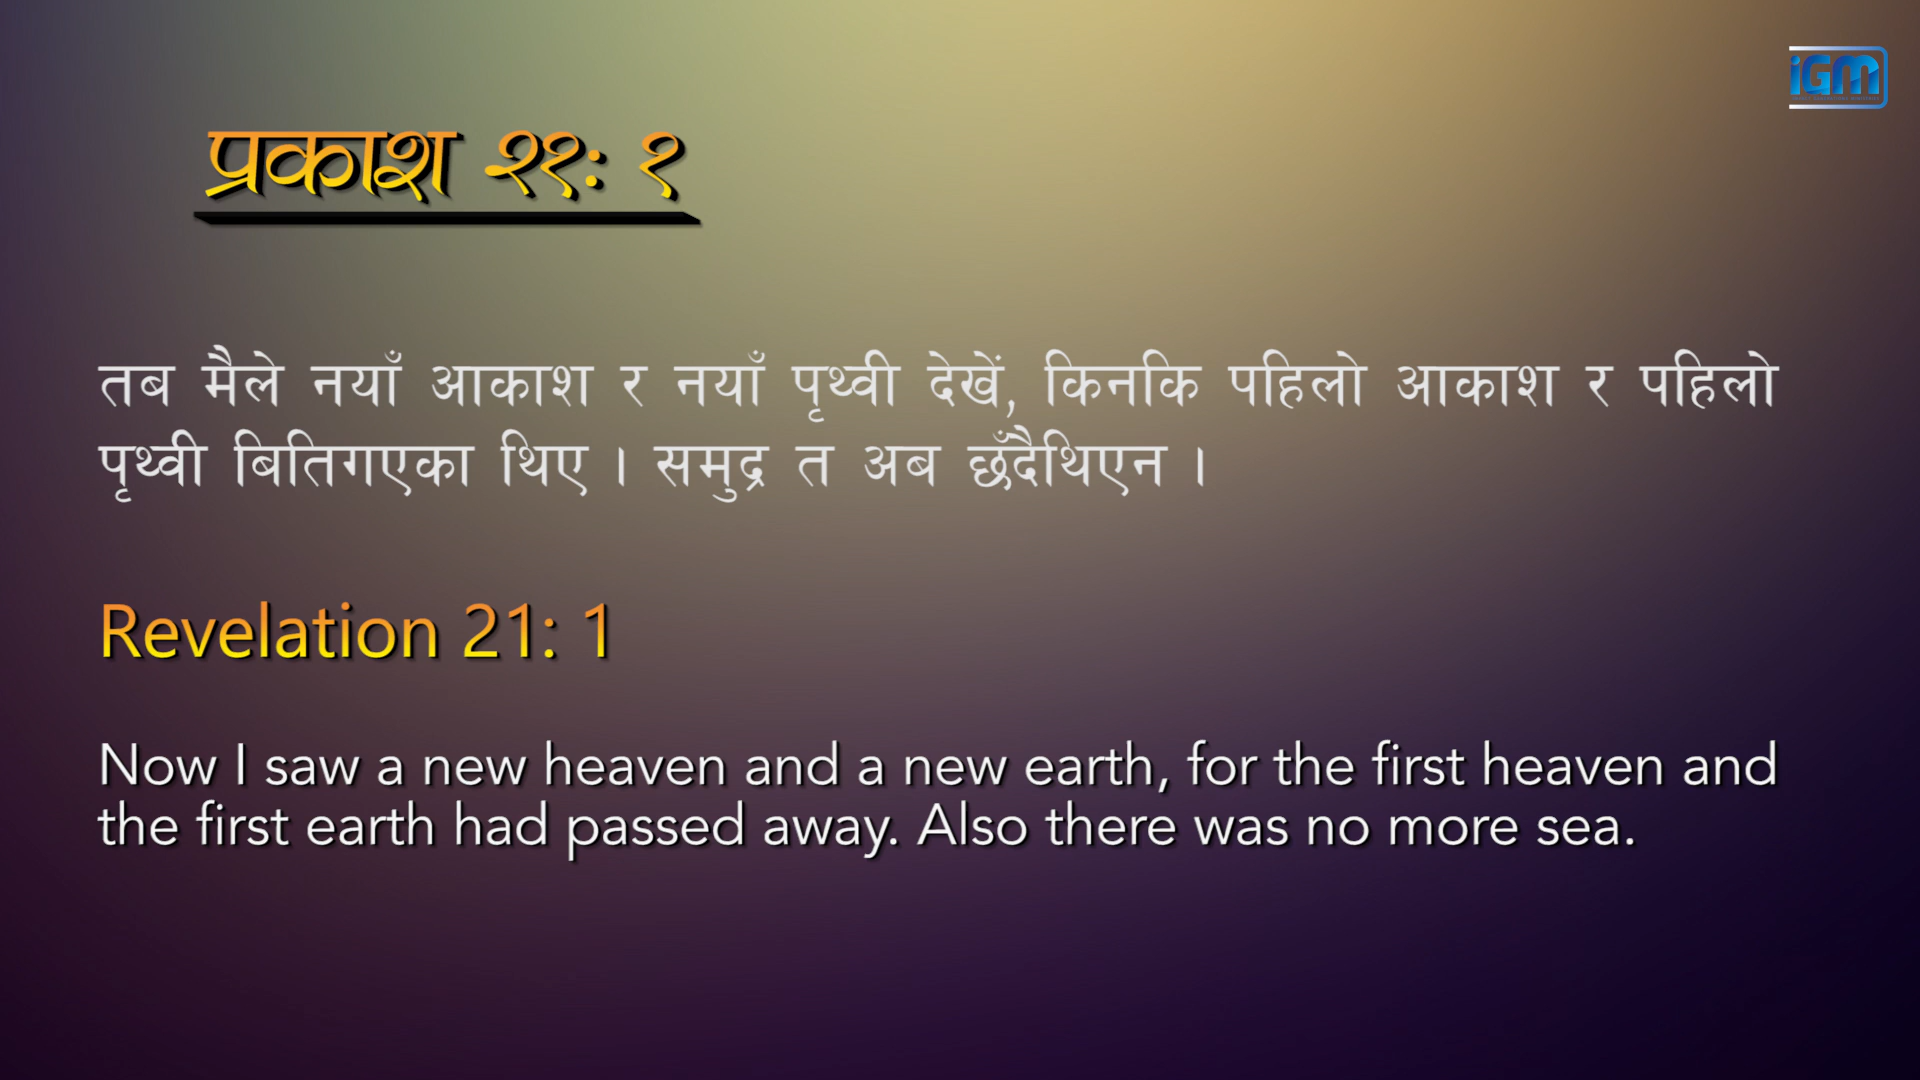 iGM
प्रकाश २१: १
तब मैले नयाँ आकाश र नयाँ पृथ्वी देखें, किनकि पहिलो आकाश र पहिलो
पृथ्वी बितिगएका थिए । समुद्र त अब छँदैथिएन ।
Revelation 21: 1
Now I saw a new heaven and a new earth, for the first heaven and
the first earth had passed away. Also there was no more sea.